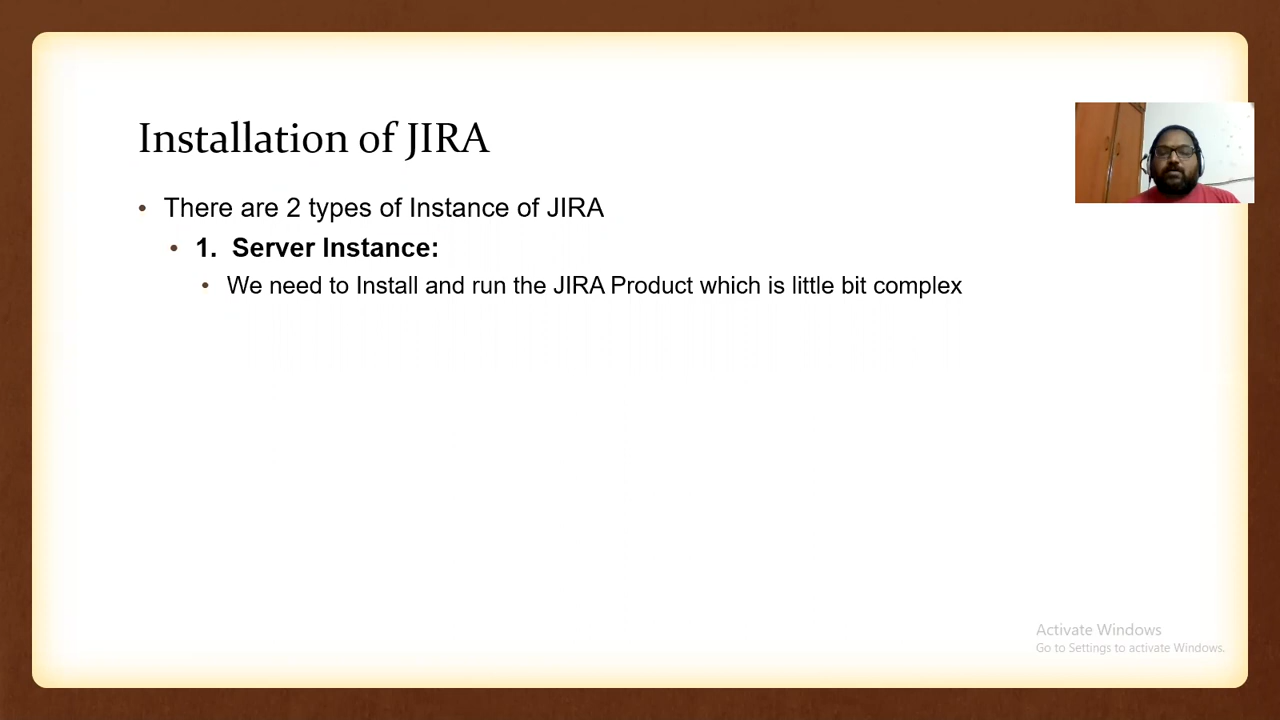 Installation of JIRA
• There are 2 types of Instance of JIRA
• 1. Server Instance:
• We need to Install and run the JIRA Product which is little bit complex
Activate Windows
Go to Settings to activate Windows.